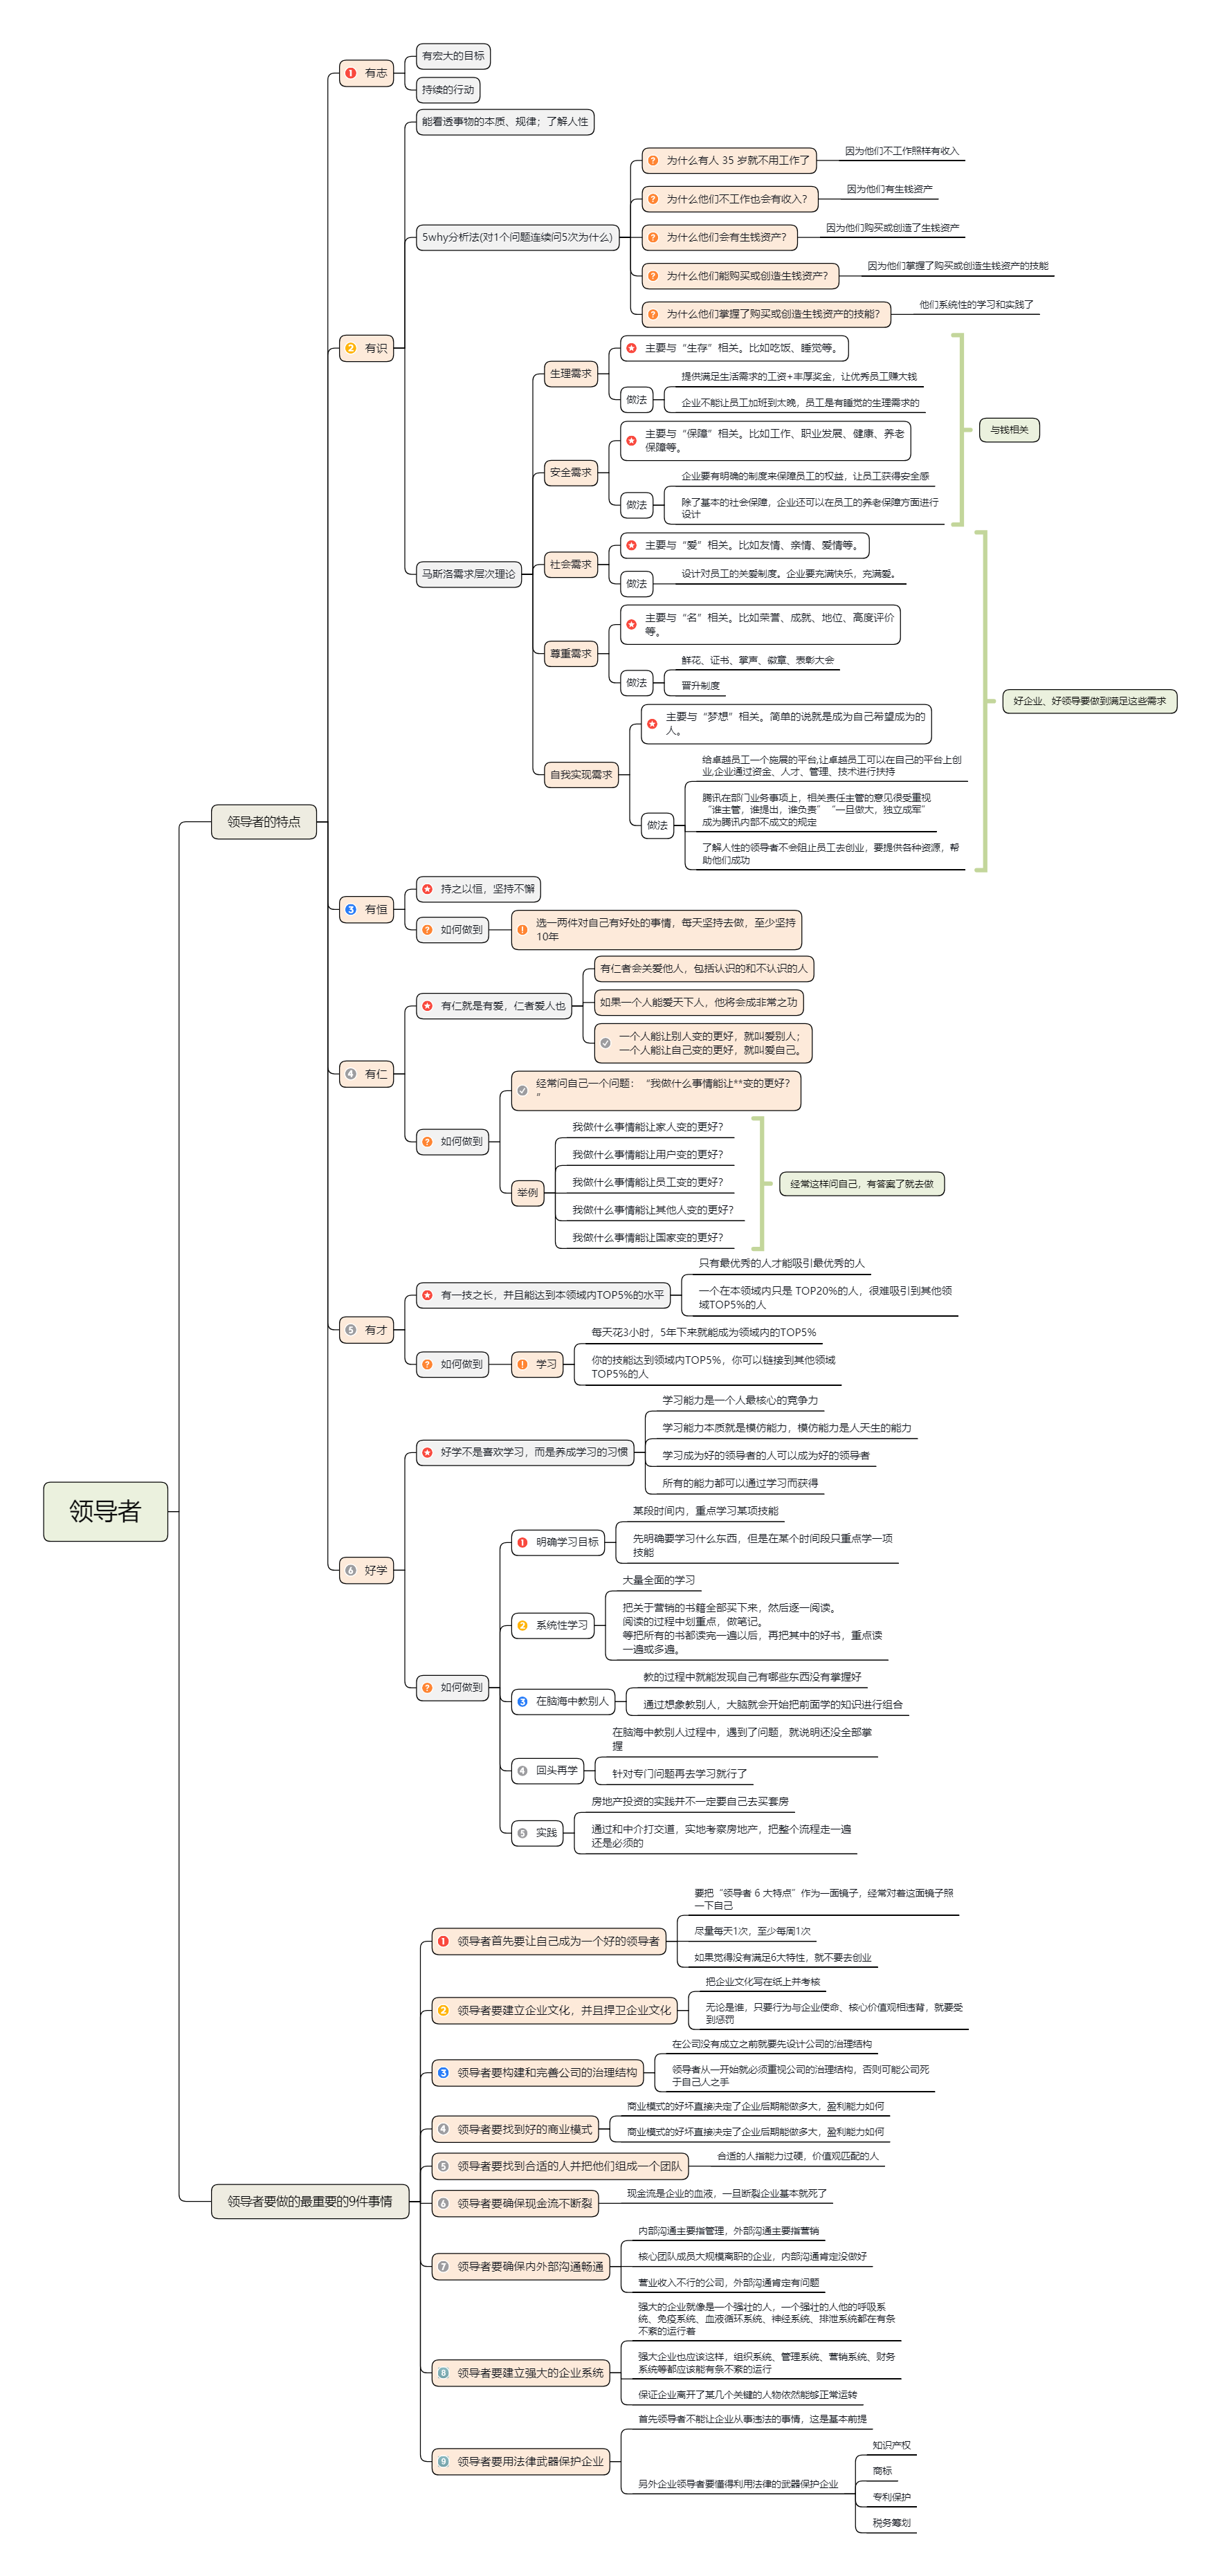 领导者
领导者的特点
1 有志
有宏大的目标
持续的行动
2 有识
能看透事物的本质、规律；了解人性
5why分析法(对1个问题连续问5次为什么)
为什么有人 35 岁就不用工作了
因为他们不工作照样有收入
为什么他们不工作也会有收入？
因为他们有生钱资产
为什么他们会有生钱资产？
因为他们购买或创造了生钱资产
为什么他们能购买或创造生钱资产？
因为他们掌握了购买或创造生钱资产的技能
为什么他们掌握了购买或创造生钱资产的技能？
他们系统性的学习和实践了
马斯洛需求层次理论
生理需求
主要与“生存”相关。比如吃饭、睡觉等。
做法
提供满足生活需求的工资+丰厚奖金，让优秀员工赚大钱
企业不能让员工加班到太晚，员工是有睡觉的生理需求的
安全需求
主要与“保障”相关。比如工作、职业发展、健康、养老
保障等。
做法
企业要有明确的制度来保障员工的权益，让员工获得安全感
除了基本的社会保障，企业还可以在员工的养老保障方面进行
设计
与钱相关
社会需求
主要与“爱”相关。比如友情、亲情、爱情等。
做法
设计对员工的关爱制度。企业要充满快乐，充满爱。
尊重需求
主要与“名”相关。比如荣誉、成就、地位、高度评价
等。
做法
鲜花、证书、掌声、徽章、表彰大会
晋升制度
自我实现需求
主要与“梦想”相关。简单的说就是成为自己希望成为的
人。
做法
给卓越员工一个施展的平台,让卓越员工可以在自己的平台上创
业,企业通过资金、人才、管理、技术进行扶持
腾讯在部门业务事项上，相关责任主管的意见很受重视
“谁主管，谁提出，谁负责”“一旦做大，独立成军”
成为腾讯内部不成文的规定
了解人性的领导者不会阻止员工去创业，要提供各种资源，帮
助他们成功
好企业、好领导要做到满足这些需求
3 有恒
持之以恒，坚持不懈
如何做到
选一两件对自己有好处的事情，每天坚持去做，至少坚持
10年
4 有仁
有仁就是有爱，仁者爱人也
有仁者会关爱他人，包括认识的和不认识的人
如果一个人能爱天下人，他将会成非常之功
一个人能让别人变的更好，就叫爱别人；
一个人能让自己变的更好，就叫爱自己。
如何做到
经常问自己一个问题：“我做什么事情能让**变的更好？
”
举例
我做什么事情能让家人变的更好？
我做什么事情能让用户变的更好？
我做什么事情能让员工变的更好？
我做什么事情能让其他人变的更好？
我做什么事情能让国家变的更好？
经常这样问自己，有答案了就去做
5 有才
有一技之长，并且能达到本领域内TOP5%的水平
只有最优秀的人才能吸引最优秀的人
一个在本领域内只是 TOP20%的人，很难吸引到其他领
域TOP5%的人
如何做到
学习
每天花3小时，5年下来就能成为领域内的TOP5%
你的技能达到领域内TOP5%，你可以链接到其他领域
TOP5%的人
6 好学
好学不是喜欢学习，而是养成学习的习惯
学习能力是一个人最核心的竞争力
学习能力本质就是模仿能力，模仿能力是人天生的能力
学习成为好的领导者的人可以成为好的领导者
所有的能力都可以通过学习而获得
如何做到
1 明确学习目标
某段时间内，重点学习某项技能
先明确要学习什么东西，但是在某个时间段只重点学一项
技能
2 系统性学习
大量全面的学习
把关于营销的书籍全部买下来，然后逐一阅读。
阅读的过程中划重点，做笔记。
等把所有的书都读完一遍以后，再把其中的好书，重点读
一遍或多遍。
3 在脑海中教别人
教的过程中就能发现自己有哪些东西没有掌握好
通过想象教别人，大脑就会开始把前面学的知识进行组合
4 回头再学
在脑海中教别人过程中，遇到了问题，就说明还没全部掌
握
针对专门问题再去学习就行了
5 实践
房地产投资的实践并不一定要自己去买套房
通过和中介打交道，实地考察房地产，把整个流程走一遍
还是必须的
领导者要做的最重要的9件事情
1 领导者首先要让自己成为一个好的领导者
要把“领导者 6 大特点”作为一面镜子，经常对着这面镜子照
一下自己
尽量每天1次，至少每周1次
如果觉得没有满足6大特性，就不要去创业
2 领导者要建立企业文化，并且捍卫企业文化
把企业文化写在纸上并考核
无论是谁，只要行为与企业使命、核心价值观相违背，就要受
到惩罚
3 领导者要构建和完善公司的治理结构
在公司没有成立之前就要先设计公司的治理结构
领导者从一开始就必须重视公司的治理结构，否则可能公司死
于自己人之手
4 领导者要找到好的商业模式
商业模式的好坏直接决定了企业后期能做多大，盈利能力如何
商业模式的好坏直接决定了企业后期能做多大，盈利能力如何
5 领导者要找到合适的人并把他们组成一个团队
合适的人指能力过硬，价值观匹配的人
6 领导者要确保现金流不断裂
现金流是企业的血液，一旦断裂企业基本就死了
7 领导者要确保内外部沟通畅通
内部沟通主要指管理，外部沟通主要指营销
核心团队成员大规模离职的企业，内部沟通肯定没做好
营业收入不行的公司，外部沟通肯定有问题
8 领导者要建立强大的企业系统
强大的企业就像是一个强壮的人，一个强壮的人他的呼吸系
统、免疫系统、血液循环系统、神经系统、排泄系统都在有条
不紊的运行着
强大企业也应该这样，组织系统、管理系统、营销系统、财务
系统等都应该能有条不紊的运行
保证企业离开了某几个关键的人物依然能够正常运转
9 领导者要用法律武器保护企业
首先领导者不能让企业从事违法的事情，这是基本前提
另外企业领导者要懂得利用法律的武器保护企业
知识产权
商标
专利保护
税务筹划